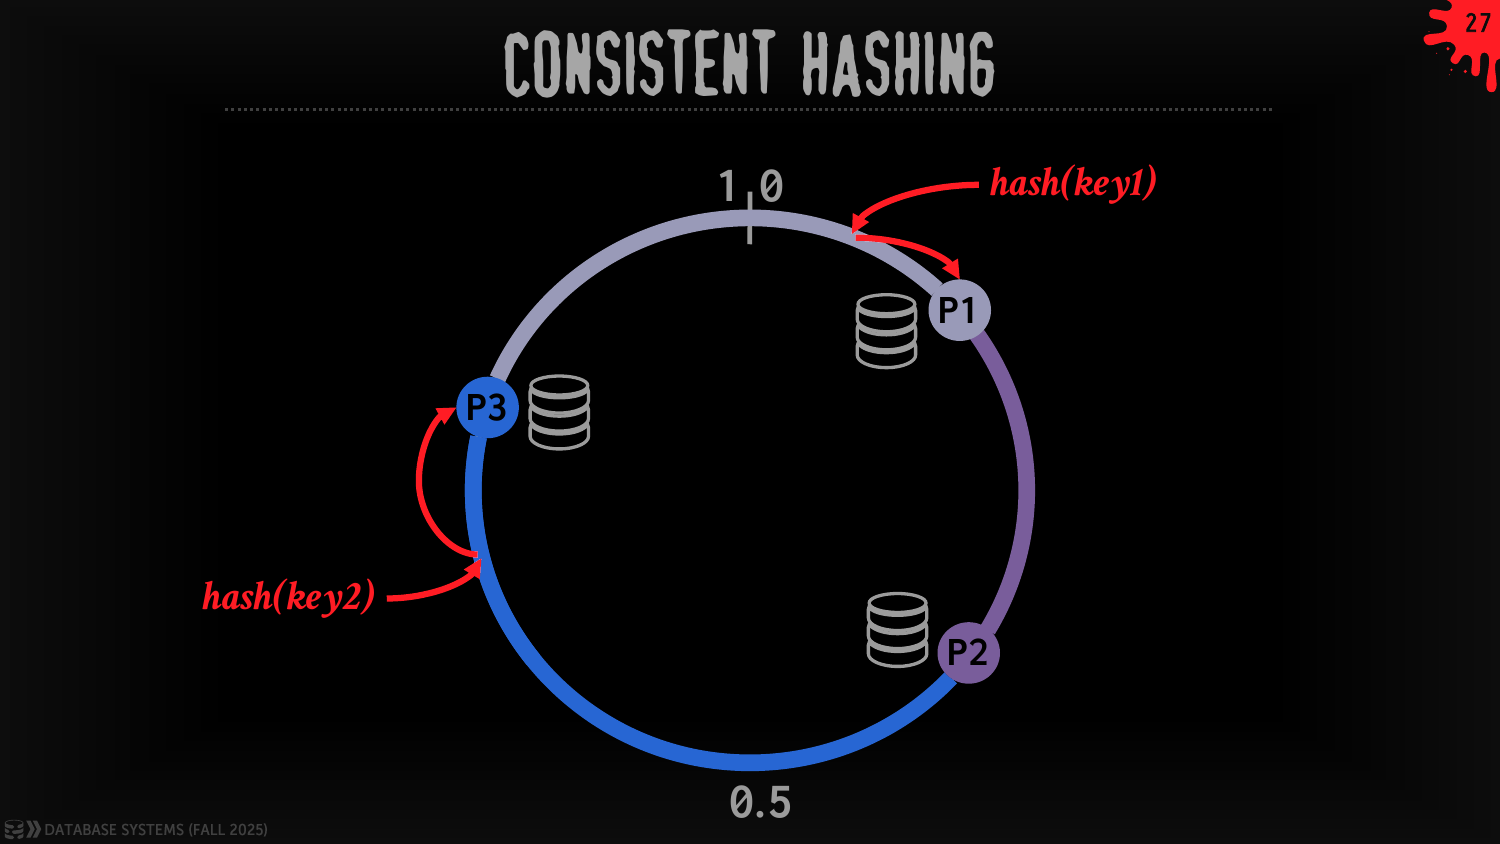 27
CONSISTENT HASHING
1.0
hash(key1)
P1
P3
hash(key2)
P2
0.5
DATABASE SYSTEMS (FALL 2025)